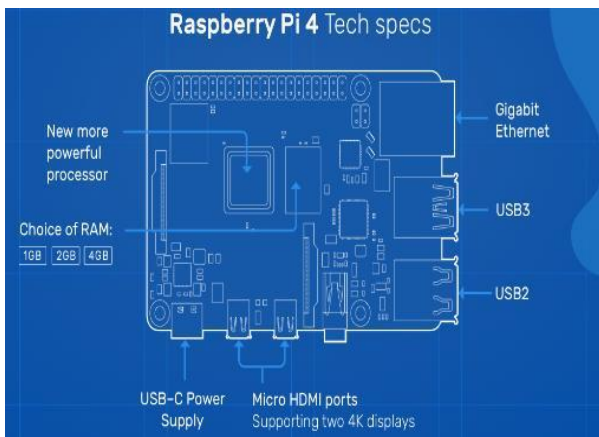 Raspberry Pi 4 Tech specs
New more
powerful
processor
Choice of RAM:
1GB 2GB 4GB
Gigabit
Ethernet
USB3
USB2
USB-C Power
Supply
Micro HDMI ports
Supporting two 4K displays